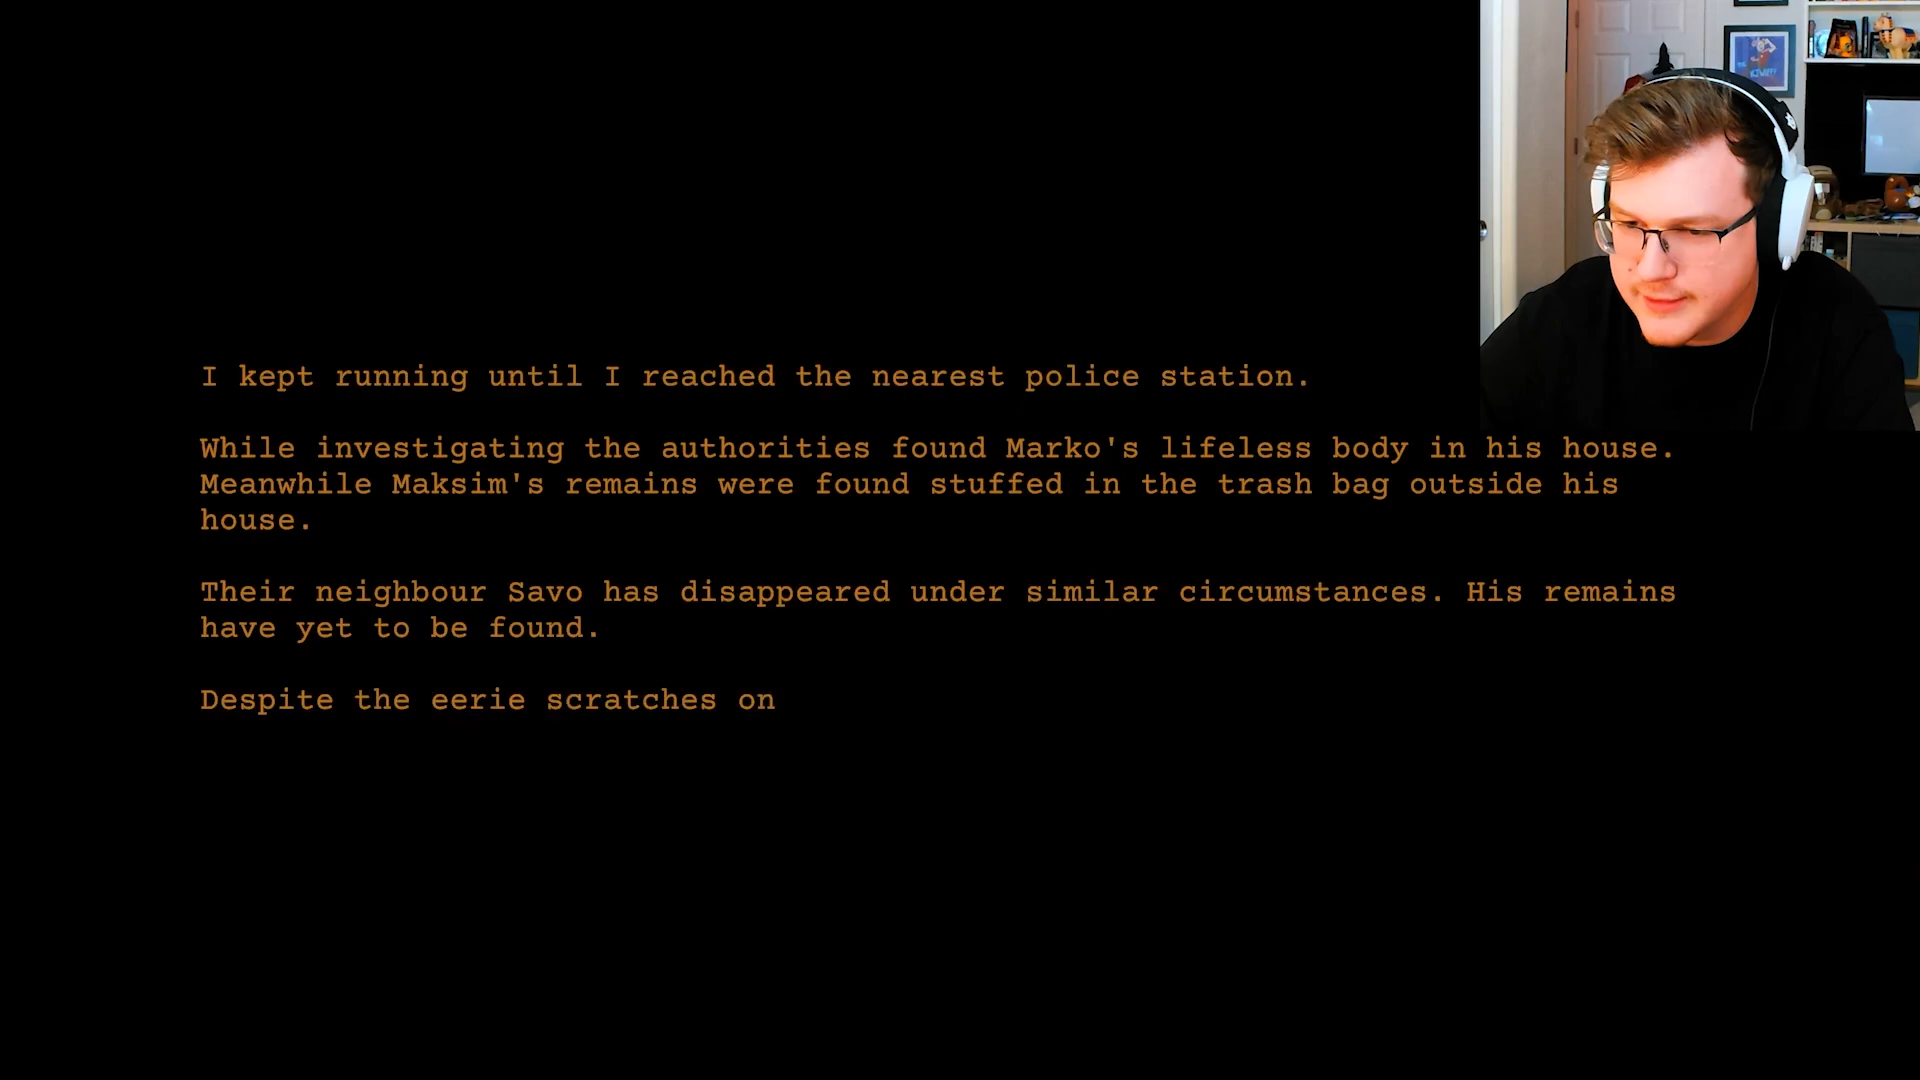 I kept running until I reached the nearest police station.
While investigating the authorities found Marko's lifeless body in his house.
Meanwhile Maksim's remains were found stuffed in the trash bag outside his
house.
Their neighbour Savo has disappeared under similar circumstances. His remains
have yet to be found.
Despite the eerie scratches on